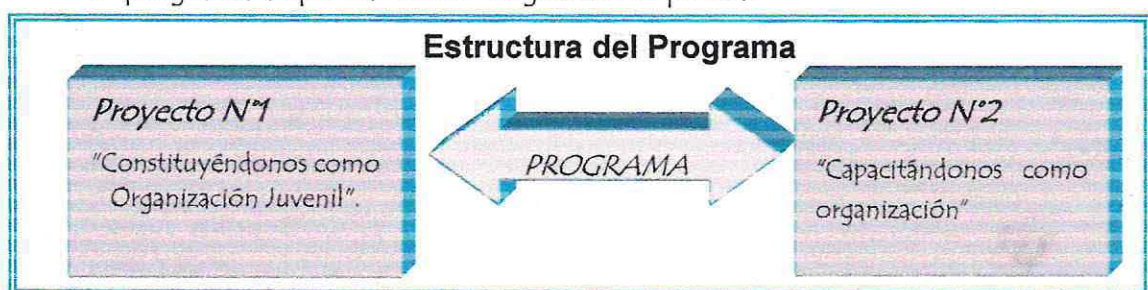 Estructura del Programa
Proyecto N°1
"Constituyéndonos como
Organización Juvenil".
PROGRAMA
Proyecto N°2
"Capacitándonos como
organización"